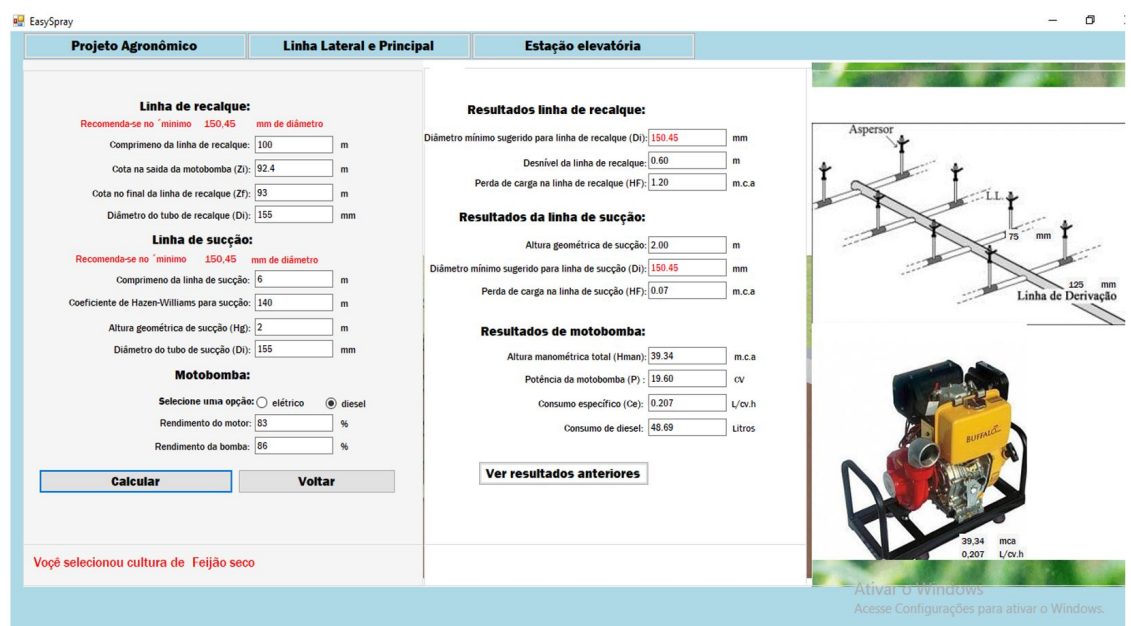 EasySpray
Projeto Agronômico
Linha Lateral e Principal
Estação elevatória
Linha de recalque:
Recomenda-se no ´minimo 150,45 mm de diâmetro
Comprimeno da linha de recalque: 100 m
Cota na saida da motobomba (Zi): 92.4 m
Cota no final da linha de recalque (Zf): 93 m
Diâmetro do tubo de recalque (Di): 155 mm
Linha de sucção:
Recomenda-se no ´minimo 150,45 mm de diâmetro
Comprimeno da linha de sucção: 6 m
Coeficiente de Hazen-Williams para sucção: 140 m
Altura geométrica de sucção (Hg): 2 m
Diâmetro do tubo de sucção (Di): 155 mm
Motobomba:
Selecione uma opção: elétrico diesel
Rendimento do motor: 83 %
Rendimento da bomba: 86 %
Calcular
Voltar
Voçê selecionou cultura de Feijão seco
Resultados linha de recalque:
Diâmetro mínimo sugerido para linha de recalque (Di): 150.45 mm
Desnível da linha de recalque: 0.60 m
Perda de carga na linha de recalque (HF): 1.20 m.c.a
Resultados da linha de sucção:
Altura geométrica de sucção: 2.00 m
Diâmetro mínimo sugerido para linha de sucção (Di): 150.45 mm
Perda de carga na linha de sucção (HF): 0.07 m.c.a
Resultados de motobomba:
Altura manométrica total (Hman): 39.34 m.c.a
Potência da motobomba (P) : 19.60 cv
Consumo específico (Ce): 0.207 L/cv.h
Consumo de diesel: 48.69 Litros
Ver resultados anteriores
Aspersor
L.L.
75 mm
125 mm
Linha de Derivação
BUFFALO
39,34 mca
0,207 L/cv.h
Ativar o Windows
Acesse Configurações para ativar o Windows.